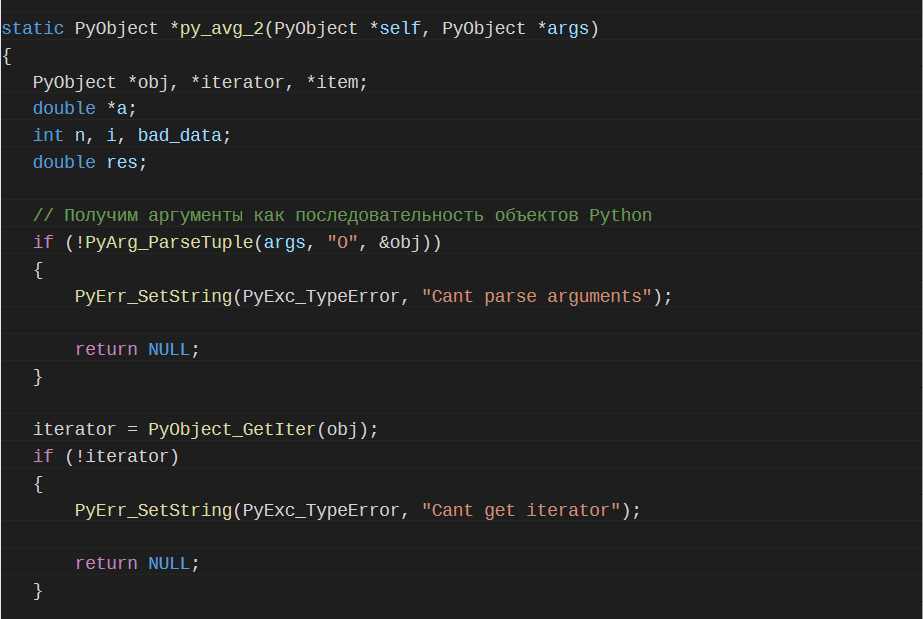 static PyObject *py_avg_2(PyObject *self, PyObject *args)
{
PyObject *obj, *iterator, *item;
double *a;
int n, i, bad_data;
double res;
// Получим аргументы как последовательность объектов Python
if (!PyArg_ParseTuple(args, "O", &obj))
{
PyErr_SetString(PyExc_TypeError, "Cant parse arguments");
return NULL;
}
iterator = PyObject_GetIter(obj);
if (!iterator)
{
PyErr_SetString(PyExc_TypeError, "Cant get iterator");
return NULL;
}